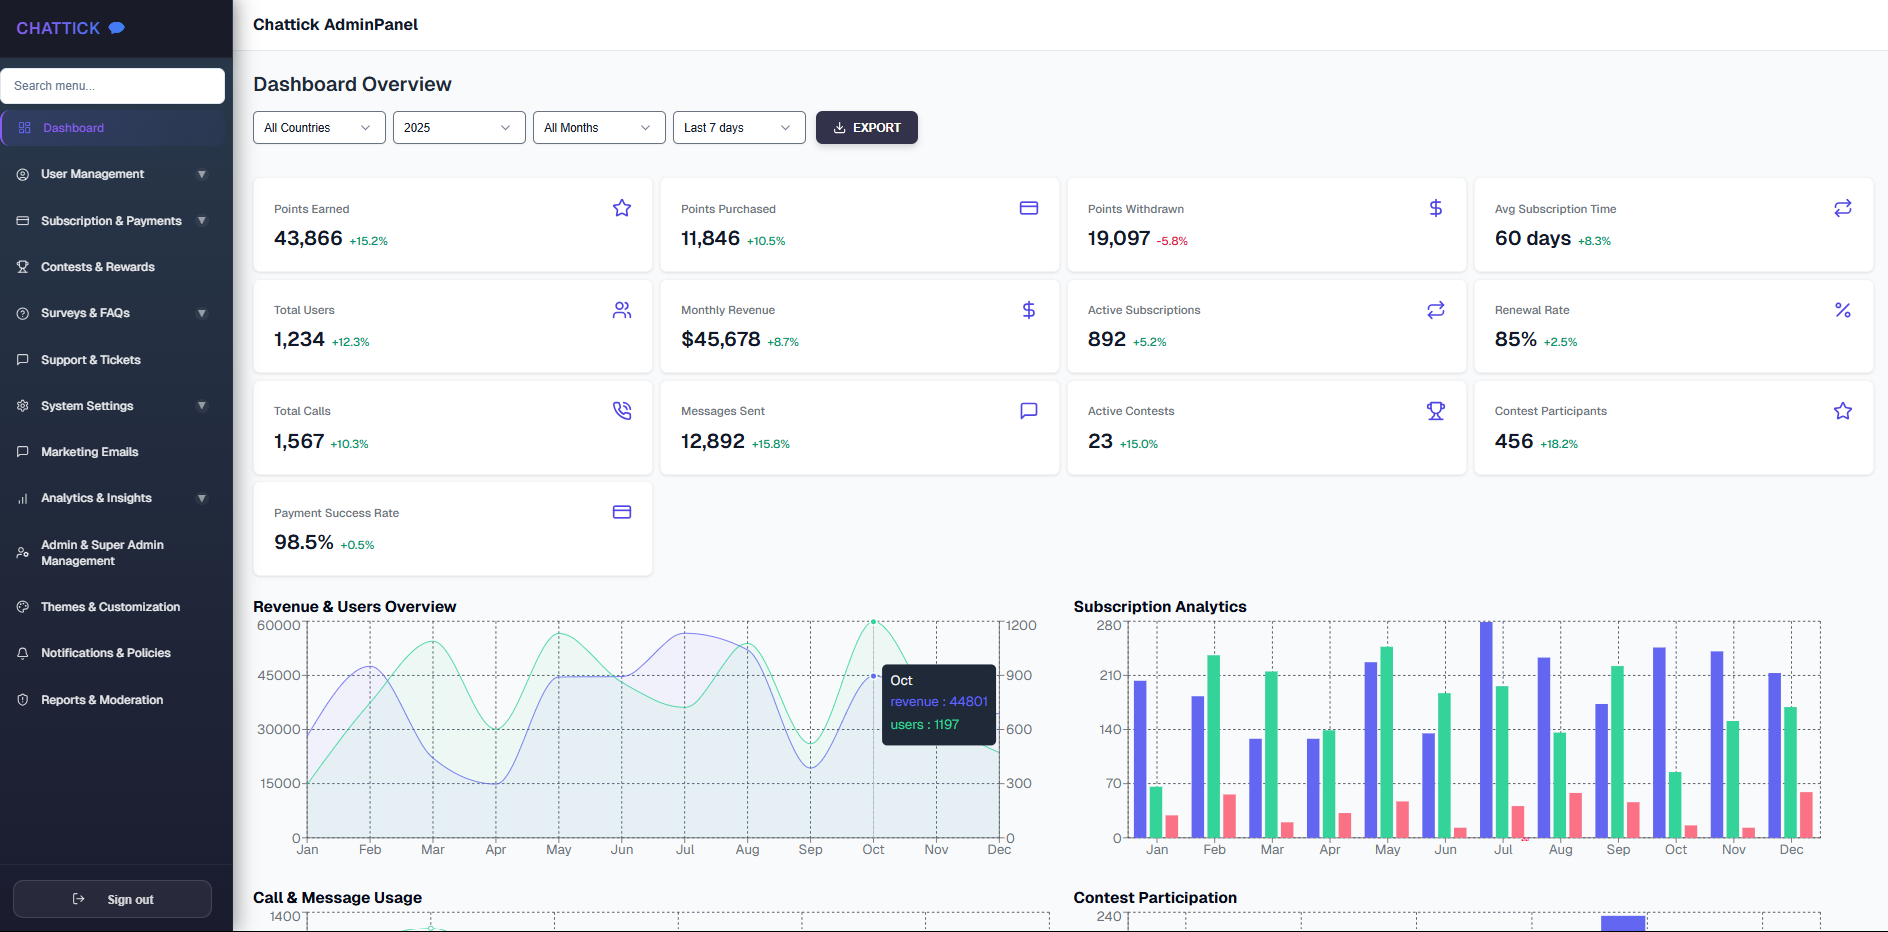 CHATTICK
Chattick AdminPanel
Search menu...
Dashboard
User Management
Subscription & Payments
Contests & Rewards
Surveys & FAQs
Support & Tickets
System Settings
Marketing Emails
Analytics & Insights
Admin & Super Admin
Management
Themes & Customization
Notifications & Policies
Reports & Moderation
Sign out
Dashboard Overview
All Countries 2025 All Months Last 7 days EXPORT
Points Earned
43,866 +15.2%
Points Purchased
11,846 +10.5%
Points Withdrawn
19,097 -5.8%
Avg Subscription Time
60 days +8.3%
Total Users
1,234 +12.3%
Monthly Revenue
$45,678 +8.7%
Active Subscriptions
892 +5.2%
Renewal Rate
85% +2.5%
Total Calls
1,567 +10.3%
Messages Sent
12,892 +15.8%
Active Contests
23 +15.0%
Contest Participants
456 +18.2%
Payment Success Rate
98.5% +0.5%
Revenue & Users Overview
60000 1200
45000 900
30000 600
15000 300
0 0
Jan Feb Mar Apr May Jun Jul Aug Sep Oct Nov Dec
Oct
revenue : 44801
users : 1197
Subscription Analytics
280
210
140
70
0
Jan Feb Mar Apr May Jun Jul Aug Sep Oct Nov Dec
Call & Message Usage
1400
Contest Participation
240